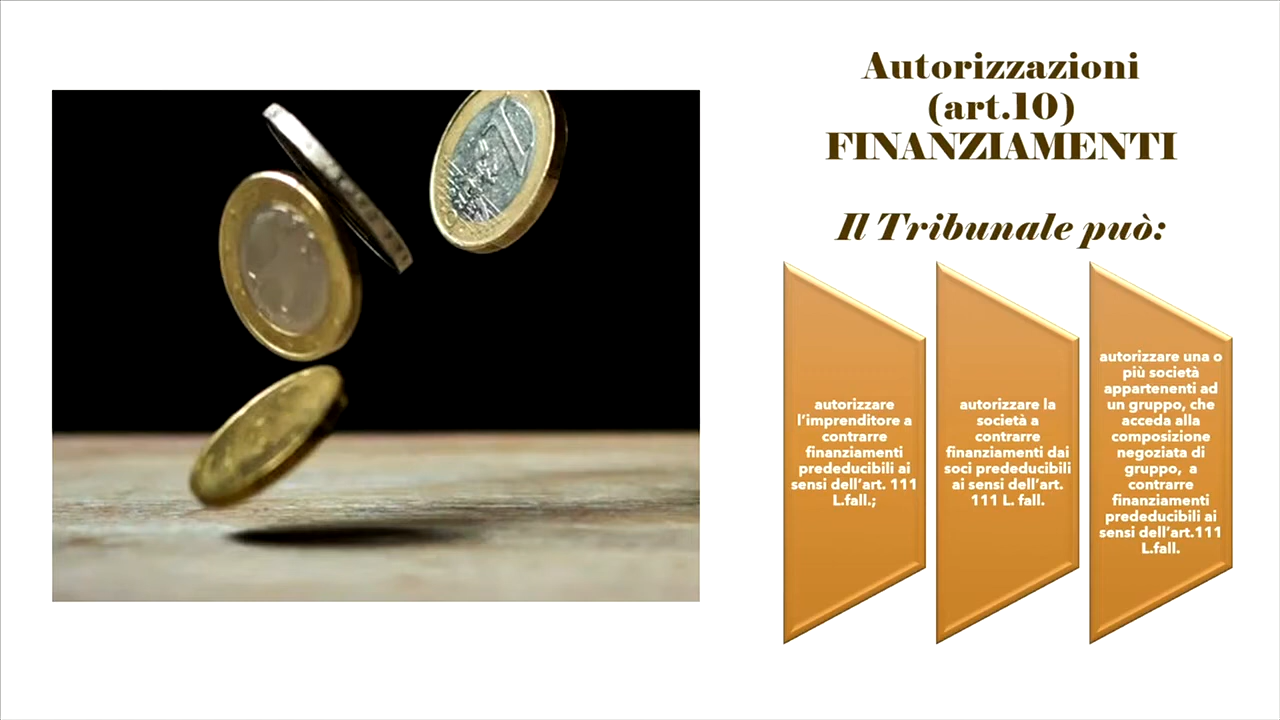 Autorizzazioni
(art.10)
FINANZIAMENTI
Il Tribunale può:
autorizzare
l'imprenditore a
contrarre
finanziamenti
prededucibili ai
sensi dell'art. 111
L.fall.;
autorizzare la
società a
contrarre
finanziamenti dai
soci prededucibili
ai sensi dell'art.
111 L. fall.
autorizzare una o
più società
appartenenti ad
un gruppo, che
acceda alla
composizione
negoziata di
gruppo, a
contrarre
finanziamenti
prededucibili ai
sensi dell'art.111
L.fall.
1